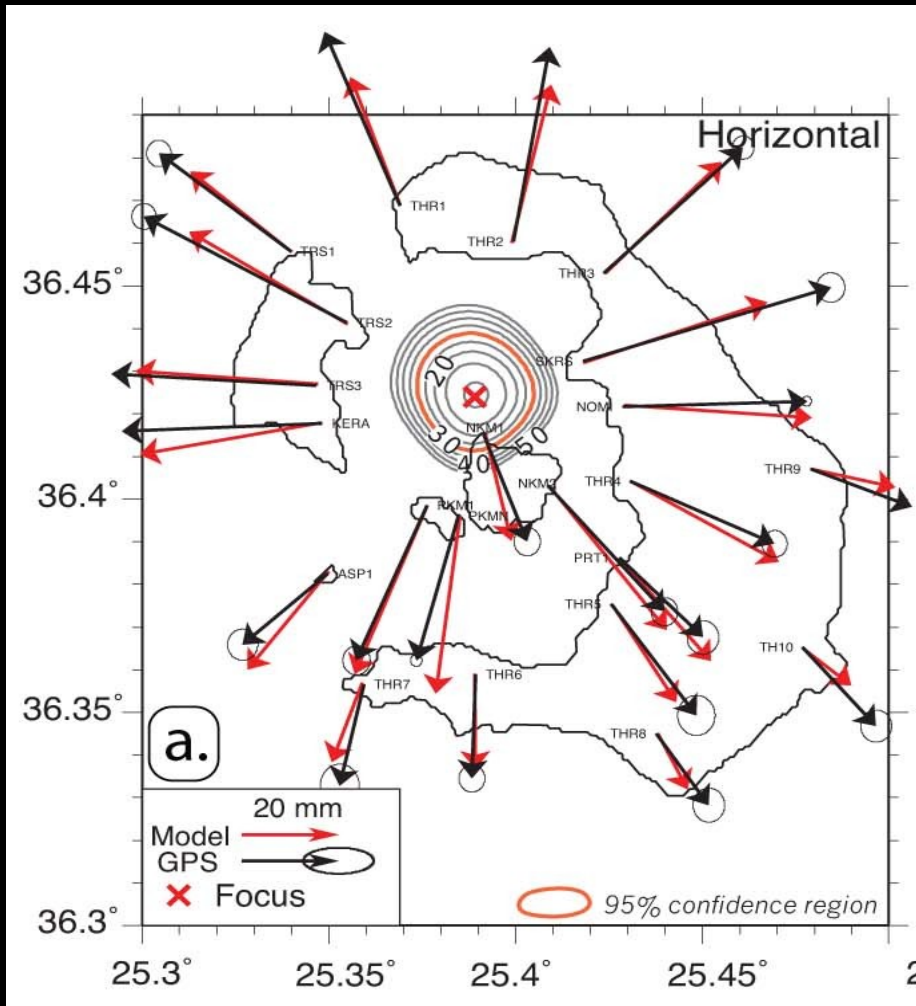 Horizontal
THR1
THR2
TRS1
THR3
36.45°
TRS2
SKRS
20
TRS3
NOMI
KERA
NKM1
30
50
40
THR9
36.4°
NKM2
THR4
PKM1
PKMN
PRT1
ASP1
THR5
TH10
THR6
THR7
36.35°
THR8
a.
20 mm
Model
GPS
Focus
95% confidence region
36.3°
25.3°
25.35°
25.4°
25.45°
2